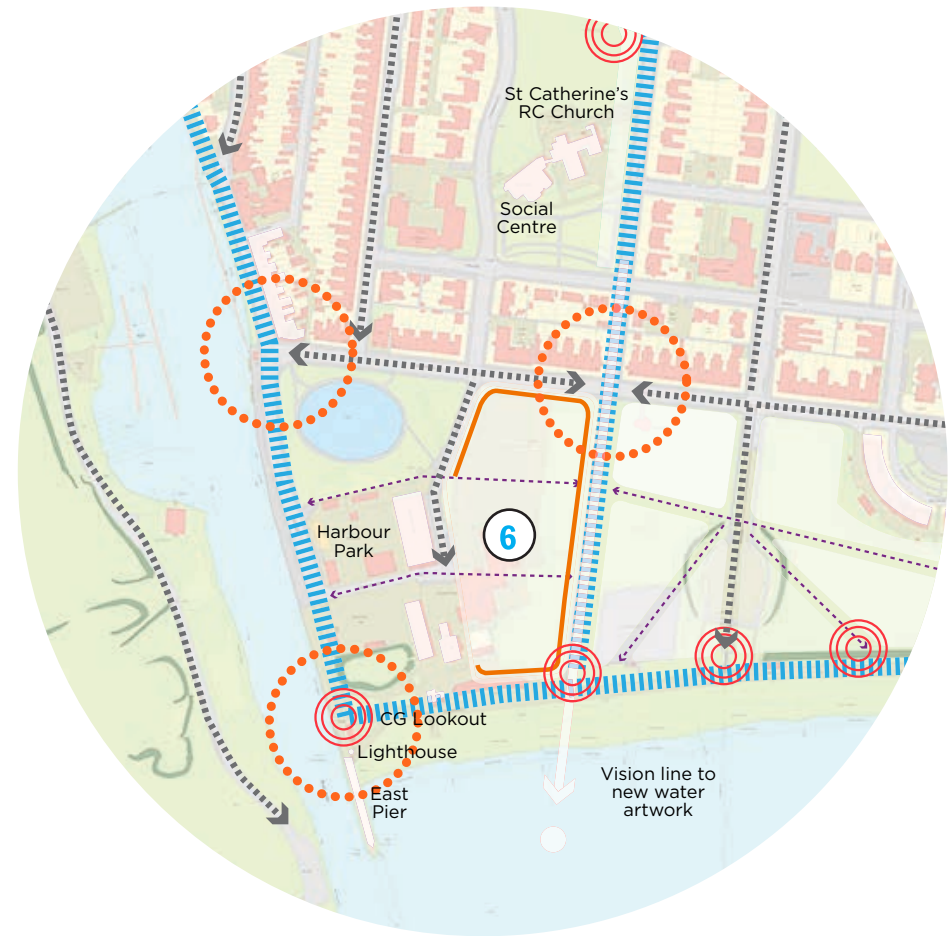 St Catherine's
RC Church
Social
Centre
Harbour
Park
6
CG Lookout
Lighthouse
East
Pier
Vision line to
new water
artwork